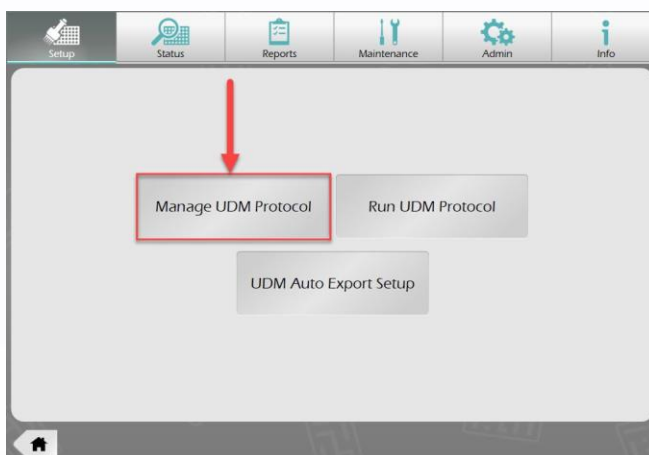 Setup Status Reports Maintenance Admin Info
Manage UDM Protocol Run UDM Protocol
UDM Auto Export Setup